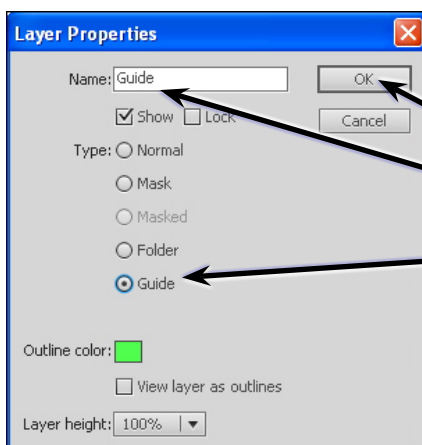 Layer Properties
Name: Guide OK
Show Lock Cancel
Type: Normal
Mask
Masked
Folder
Guide
Outline color:
View layer as outlines
Layer height: 100%